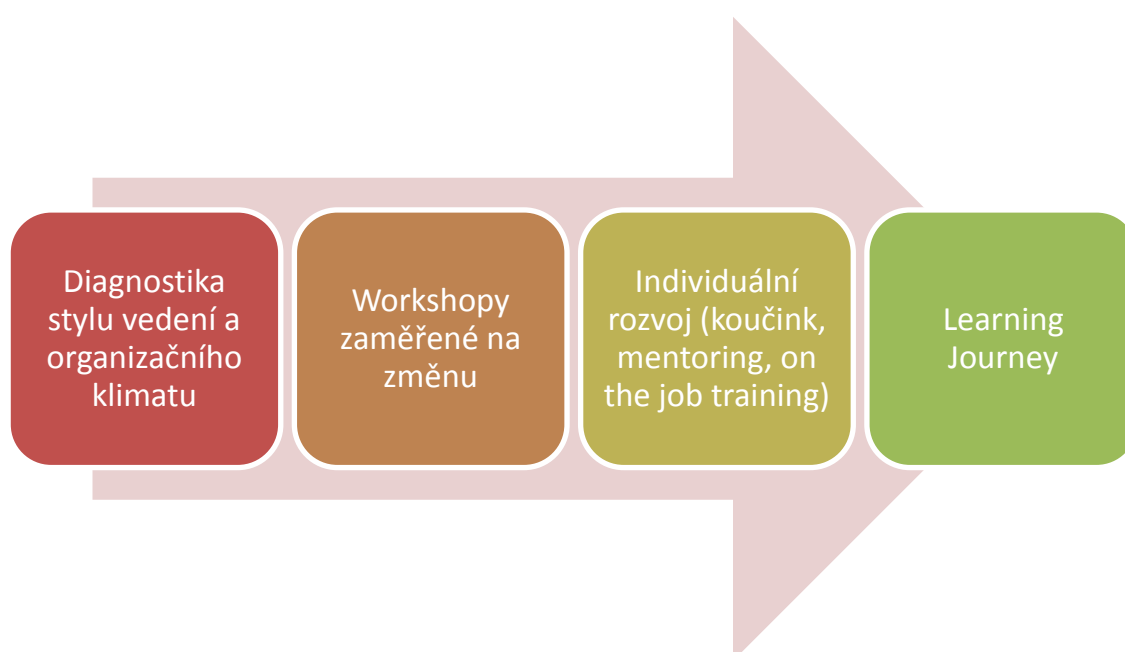 Diagnostika
stylu vedení a
organizačního
klimatu
Workshopy
zaměřené na
změnu
Individuální
rozvoj (koučink,
mentoring, on
the job training)
Learning
Journey